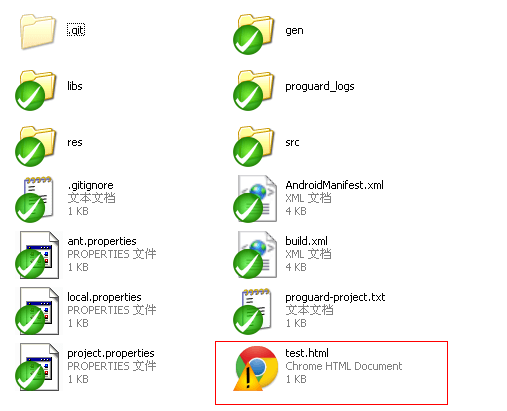 .git
gen
libs
proguard_logs
res
src
.gitignore
文本文档
1 KB
AndroidManifest.xml
XML 文档
4 KB
ant.properties
PROPERTIES 文件
1 KB
build.xml
XML 文档
4 KB
local.properties
PROPERTIES 文件
1 KB
proguard-project.txt
文本文档
1 KB
project.properties
PROPERTIES 文件
1 KB
test.html
Chrome HTML Document
1 KB